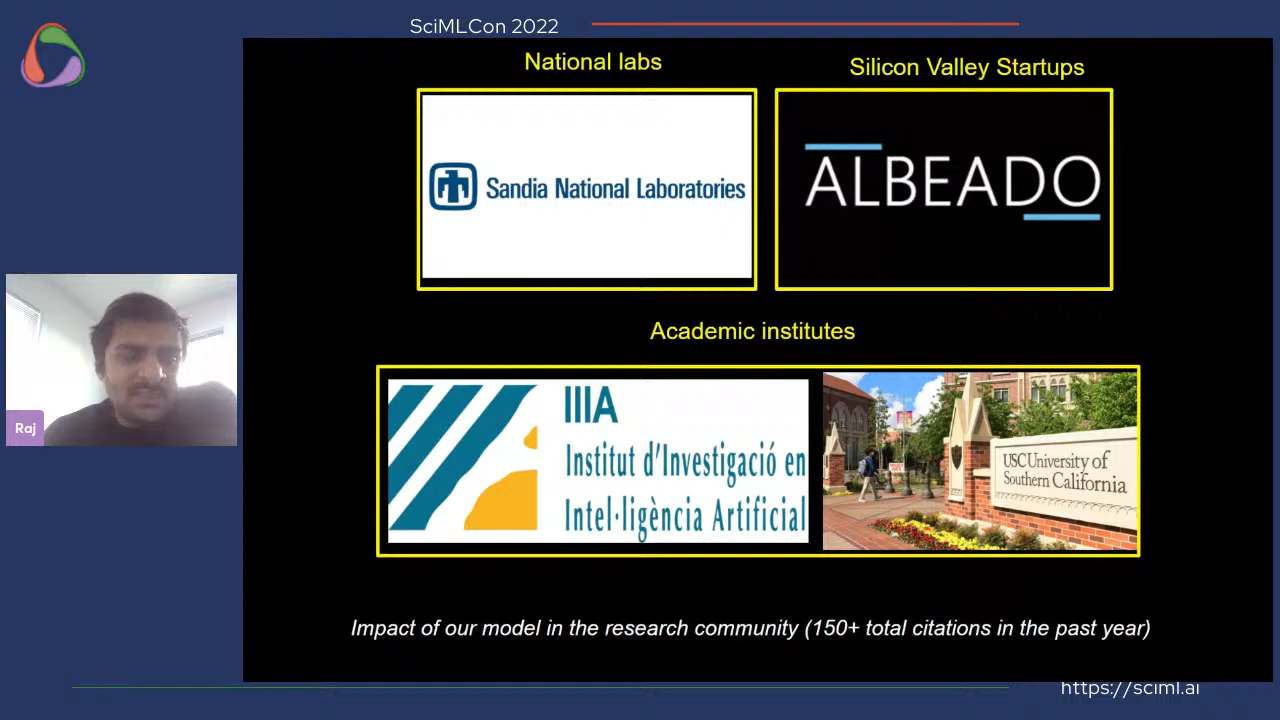 SciMLCon 2022
National labs
Silicon Valley Startups
Sandia National Laboratories
ALBEADO
Academic institutes
IIIA
Institut d'Investigació en
Intel·ligència Artificial
USC University of
Southern California
Raj
Impact of our model in the research community (150+ total citations in the past year)
https://sciml.ai